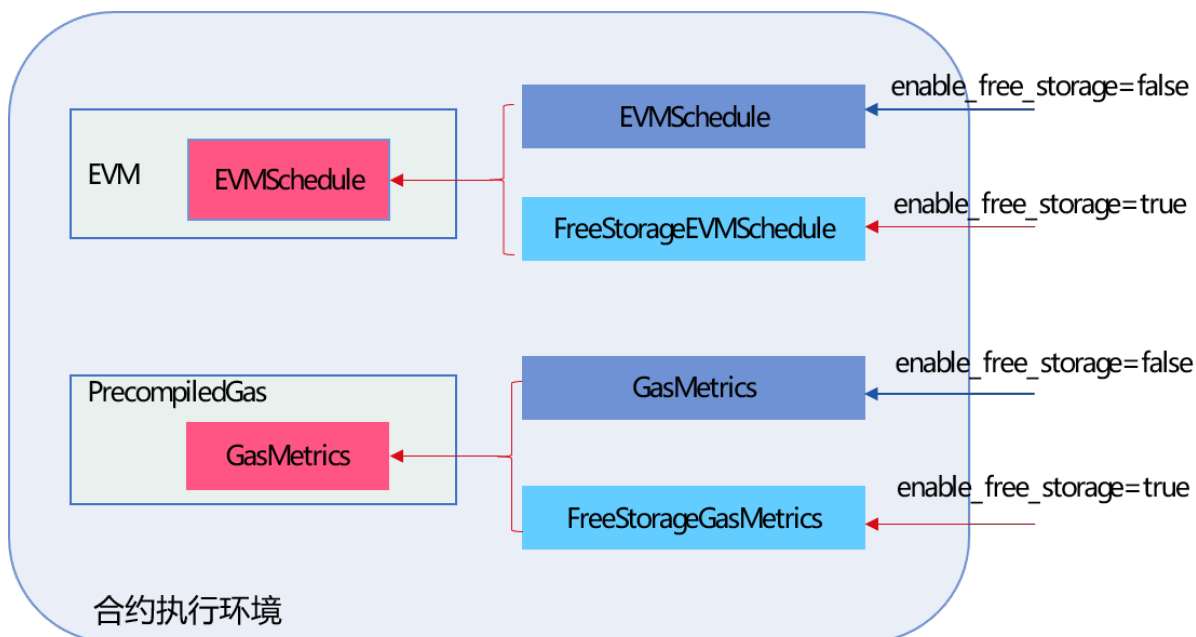 enable_free_storage=false
EVMSchedule
EVM
EVMSchedule
enable_free_storage=true
FreeStorageEVMSchedule
enable_free_storage=false
GasMetrics
PrecompiledGas
GasMetrics
enable_free_storage=true
FreeStorageGasMetrics
合约执行环境